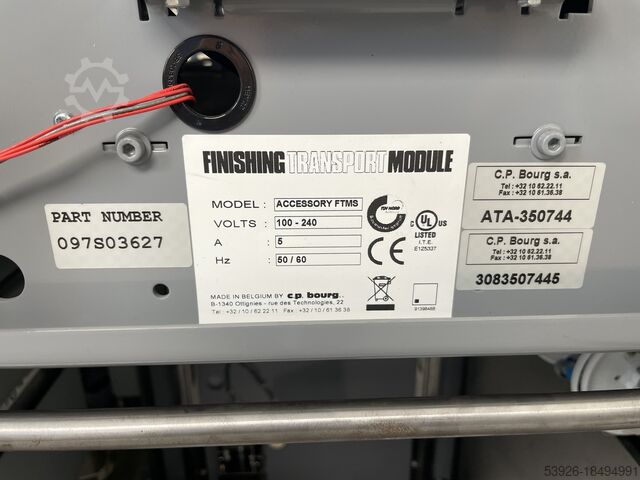 FINISHING TRANSPORT MODULE
MODEL : ACCESSORY FTMS
VOLTS : 100 - 240
A : 5
Hz : 50 / 60
MADE IN BELGIUM BY c.p. bourg
B-1340 Ottignies - rue des Technologies, 22
Tel : +32 / 10 / 62 22 11 Fax : +32 / 10 / 61 36 38
UL
LISTED
I.T.E.
E125337
CE
PART NUMBER
097S03627
C.P. Bourg s.a.
Tel : +32 10 62.22.11
Fax : +32 10 61.36.38
ATA-350744
C.P. Bourg s.a.
Tel : +32 10 62.22.11
Fax : +32 10 61.36.38
3083507445
53926-18494991